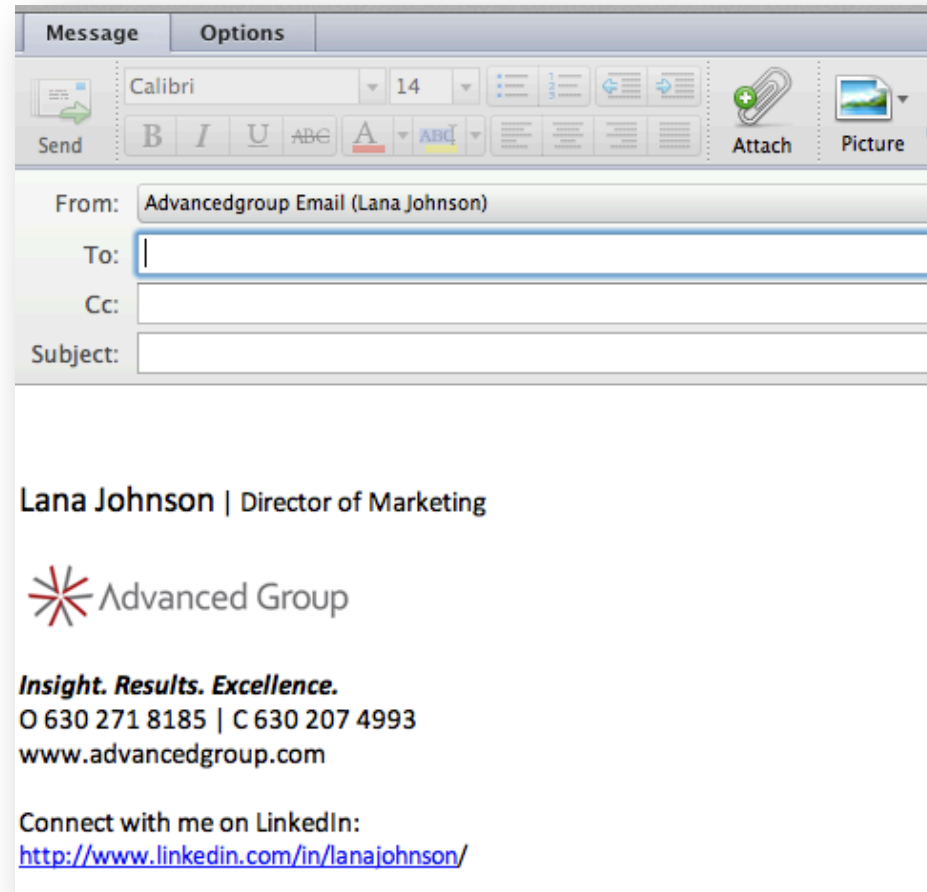 Message Options
Calibri 14
B I U ABC A ABC
Send Attach Picture
From: Advancedgroup Email (Lana Johnson)
To:
Cc:
Subject:
Lana Johnson | Director of Marketing
Advanced Group
Insight. Results. Excellence.
O 630 271 8185 | C 630 207 4993
www.advancedgroup.com
Connect with me on LinkedIn:
http://www.linkedin.com/in/lanajohnson/